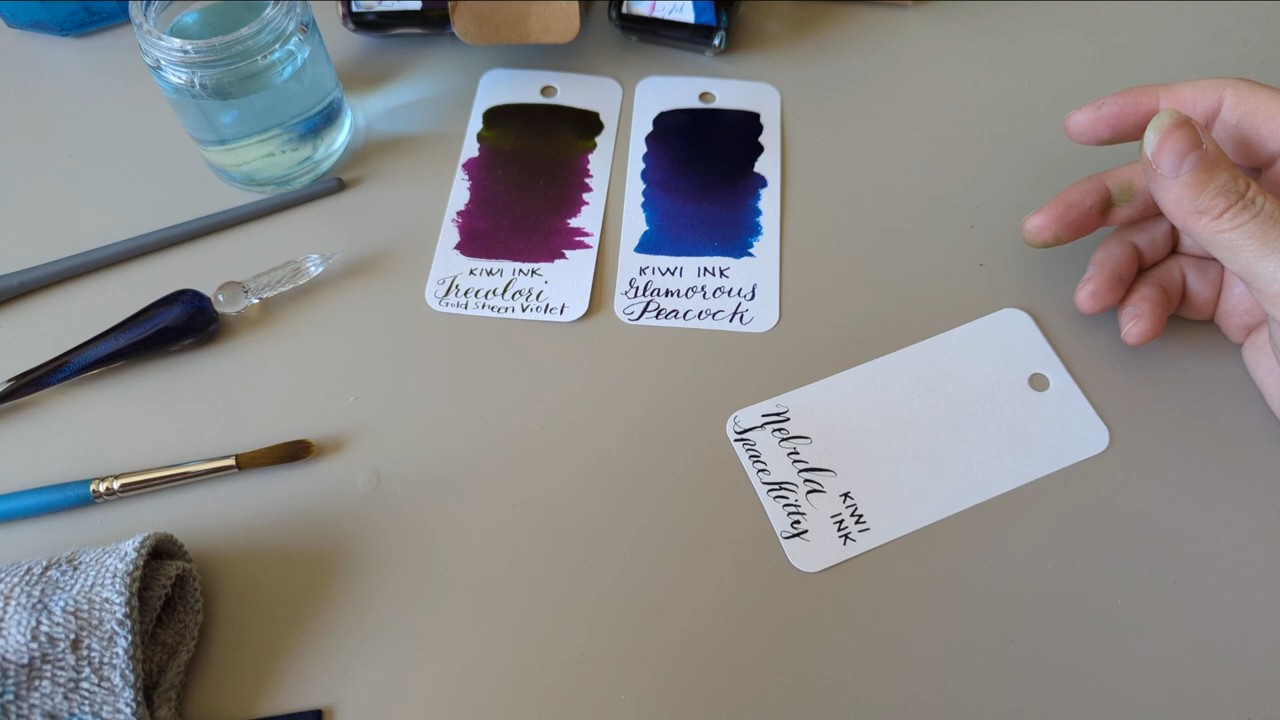 KIWI INK
Trecolori
Gold Sheen Violet
KIWI INK
Glamorous
Peacock
KIWI
INK
Nebula
Space Kitty